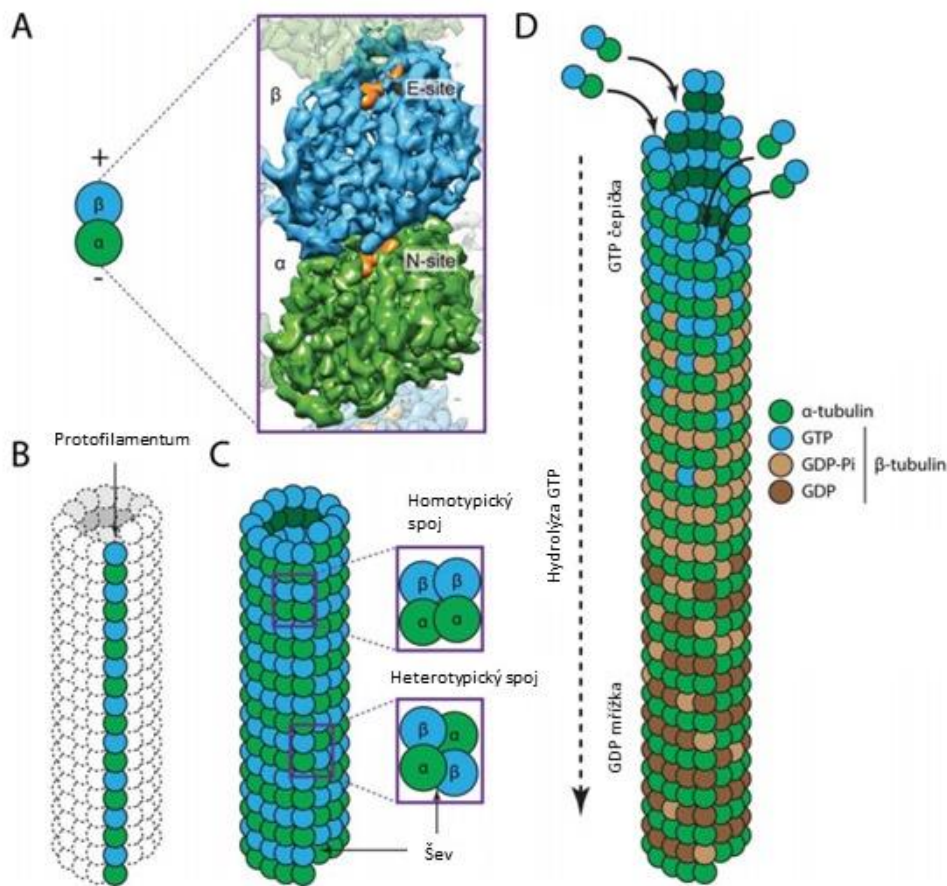 A
+
β
α
-
β
E-site
α
N-site
D
GTP čepička
Hydrolýza GTP
GDP mřížka
α-tubulin
GTP
GDP-Pi
GDP
β-tubulin
B
Protofilamentum
C
Homotypický
spoj
β
β
α
α
Heterotypický spoj
β
α
α
β
Šev